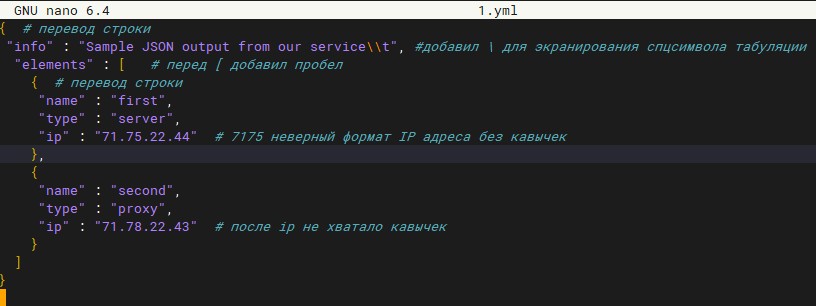 GNU nano 6.4 1.yml
{ # перевод строки
"info" : "Sample JSON output from our service\\t", #добавил \ для экранирования спцсимвола табуляции
"elements" : [ # перед [ добавил пробел
{ # перевод строки
"name" : "first",
"type" : "server",
"ip" : "71.75.22.44" # 7175 неверный формат IP адреса без кавычек
},
{
"name" : "second",
"type" : "proxy",
"ip" : "71.78.22.43" # после ip не хватало кавычек
}
]
}